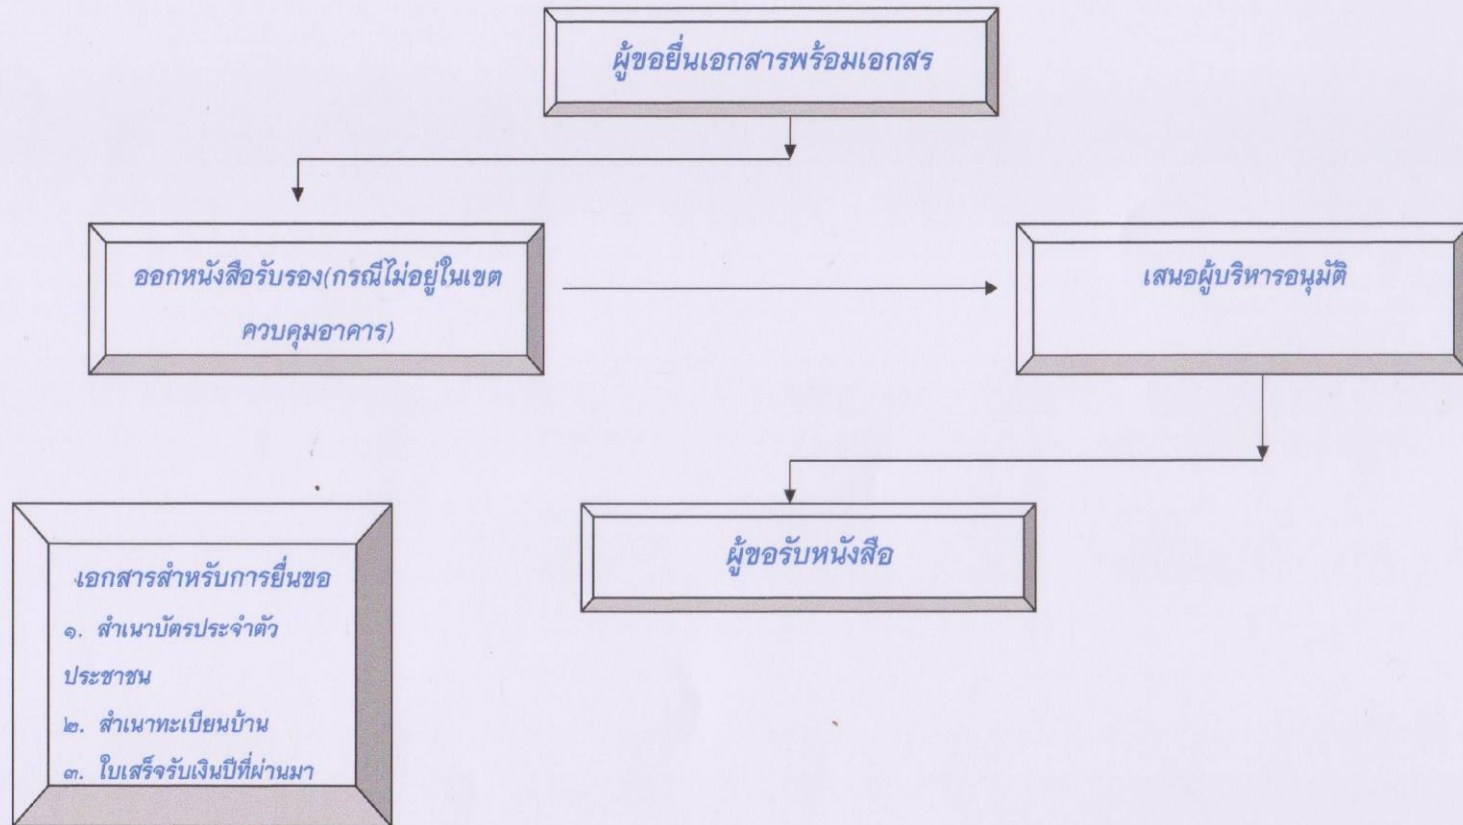 ผู้ขอยื่นเอกสารพร้อมเอกสร
ออกหนังสือรับรอง(กรณีไม่อยู่ในเขต
ควบคุมอาคาร)
เสนอผู้บริหารอนุมัติ
ผู้ขอรับหนังสือ
เอกสารสำหรับการยื่นขอ
๑. สำเนาบัตรประจำตัว
ประชาชน
๒. สำเนาทะเบียนบ้าน
๓. ใบเสร็จรับเงินปีที่ผ่านมา